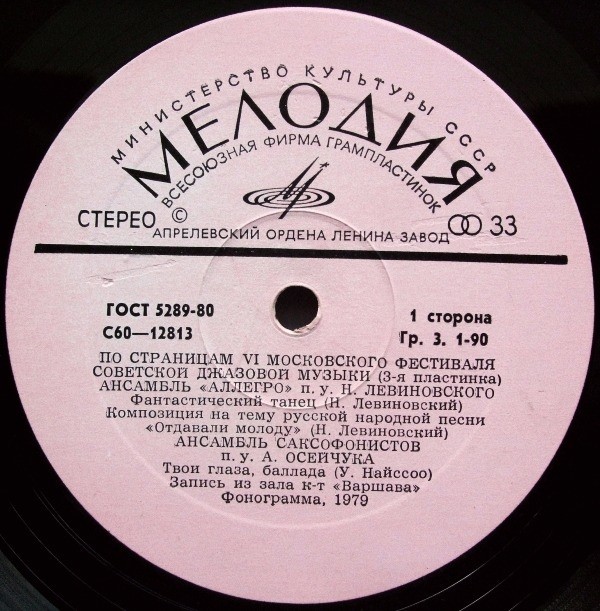 МИНИСТЕРСТВО КУЛЬТУРЫ СССР
МЕЛОДИЯ
ВСЕСОЮЗНАЯ ФИРМА ГРАМПЛАСТИНОК
СТЕРЕО © 33
АПРЕЛЕВСКИЙ ОРДЕНА ЛЕНИНА ЗАВОД
ГОСТ 5289-80 1 сторона
С60—12813 Гр. 3. 1-90
ПО СТРАНИЦАМ VI МОСКОВСКОГО ФЕСТИВАЛЯ
СОВЕТСКОЙ ДЖАЗОВОЙ МУЗЫКИ (3-я пластинка)
АНСАМБЛЬ «АЛЛЕГРО» п. у. Н. ЛЕВИНОВСКОГО
Фантастический танец (Н. Левиновский)
Композиция на тему русской народной песни
«Отдавали молоду» (Н. Левиновский)
АНСАМБЛЬ САКСОФОНИСТОВ
п. у. А. ОСЕЙЧУКА
Твои глаза, баллада (У. Найссоо)
Запись из зала к-т «Варшава»
Фонограмма, 1979